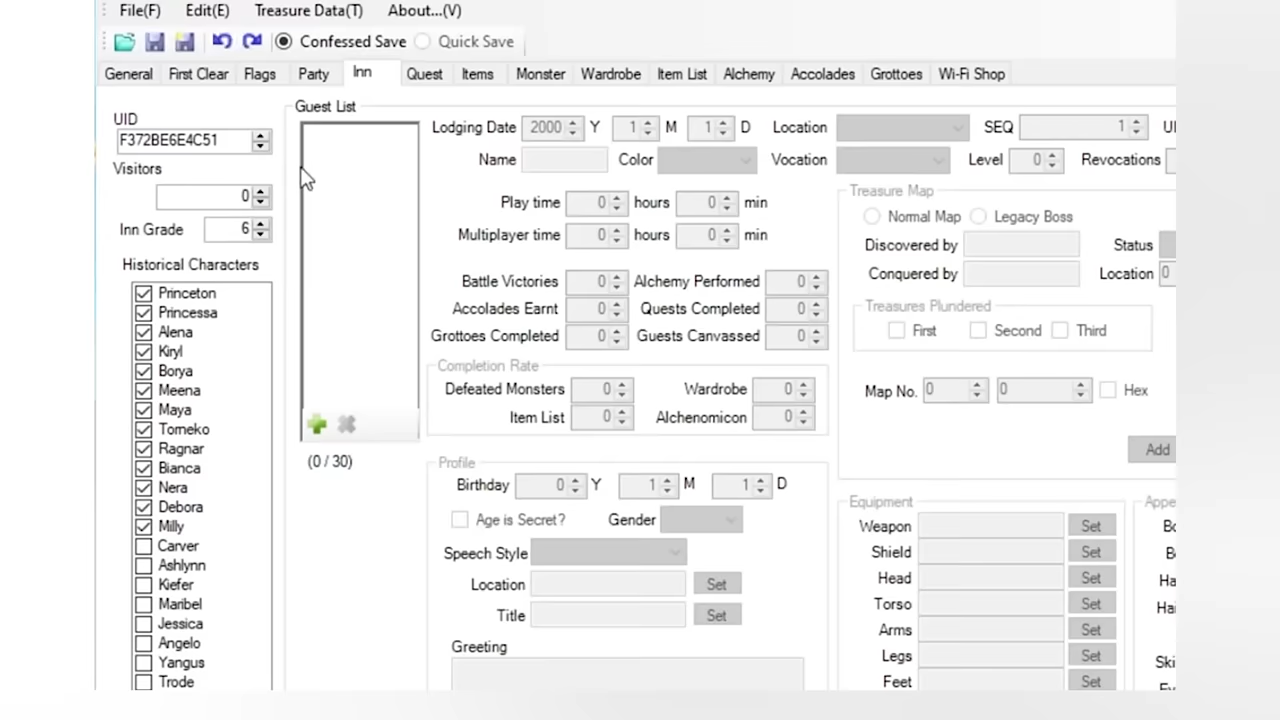 File(F) Edit(E) Treasure Data(T) About...(V)
Confessed Save Quick Save
General First Clear Flags Party Inn Quest Items Monster Wardrobe Item List Alchemy Accolades Grottoes Wi-Fi Shop
UID
F372BE6E4C51
Visitors
0
Inn Grade 6
Historical Characters
Princeton
Princessa
Alena
Kiryl
Borya
Meena
Maya
Torneko
Ragnar
Bianca
Nera
Debora
Milly
Carver
Ashlynn
Kiefer
Maribel
Jessica
Angelo
Yangus
Trode
Guest List
(0 / 30)
Lodging Date 2000 Y 1 M 1 D Location SEQ 1 UI
Name Color Vocation Level 0 Revocations
Play time 0 hours 0 min
Multiplayer time 0 hours 0 min
Battle Victories 0 Alchemy Performed 0
Accolades Earnt 0 Quests Completed 0
Grottoes Completed 0 Guests Canvassed 0
Completion Rate
Defeated Monsters 0 Wardrobe 0
Item List 0 Alchenomicon 0
Profile
Birthday 0 Y 1 M 1 D
Age is Secret? Gender
Speech Style
Location Set
Title Set
Greeting
Treasure Map
Normal Map Legacy Boss
Discovered by Status
Conquered by Location 0
Treasures Plundered
First Second Third
Map No. 0 0 Hex
Add
Equipment
Weapon Set
Shield Set
Head Set
Torso Set
Arms Set
Legs Set
Feet Set
Appe
Bo
B
Ha
Hai
Ski